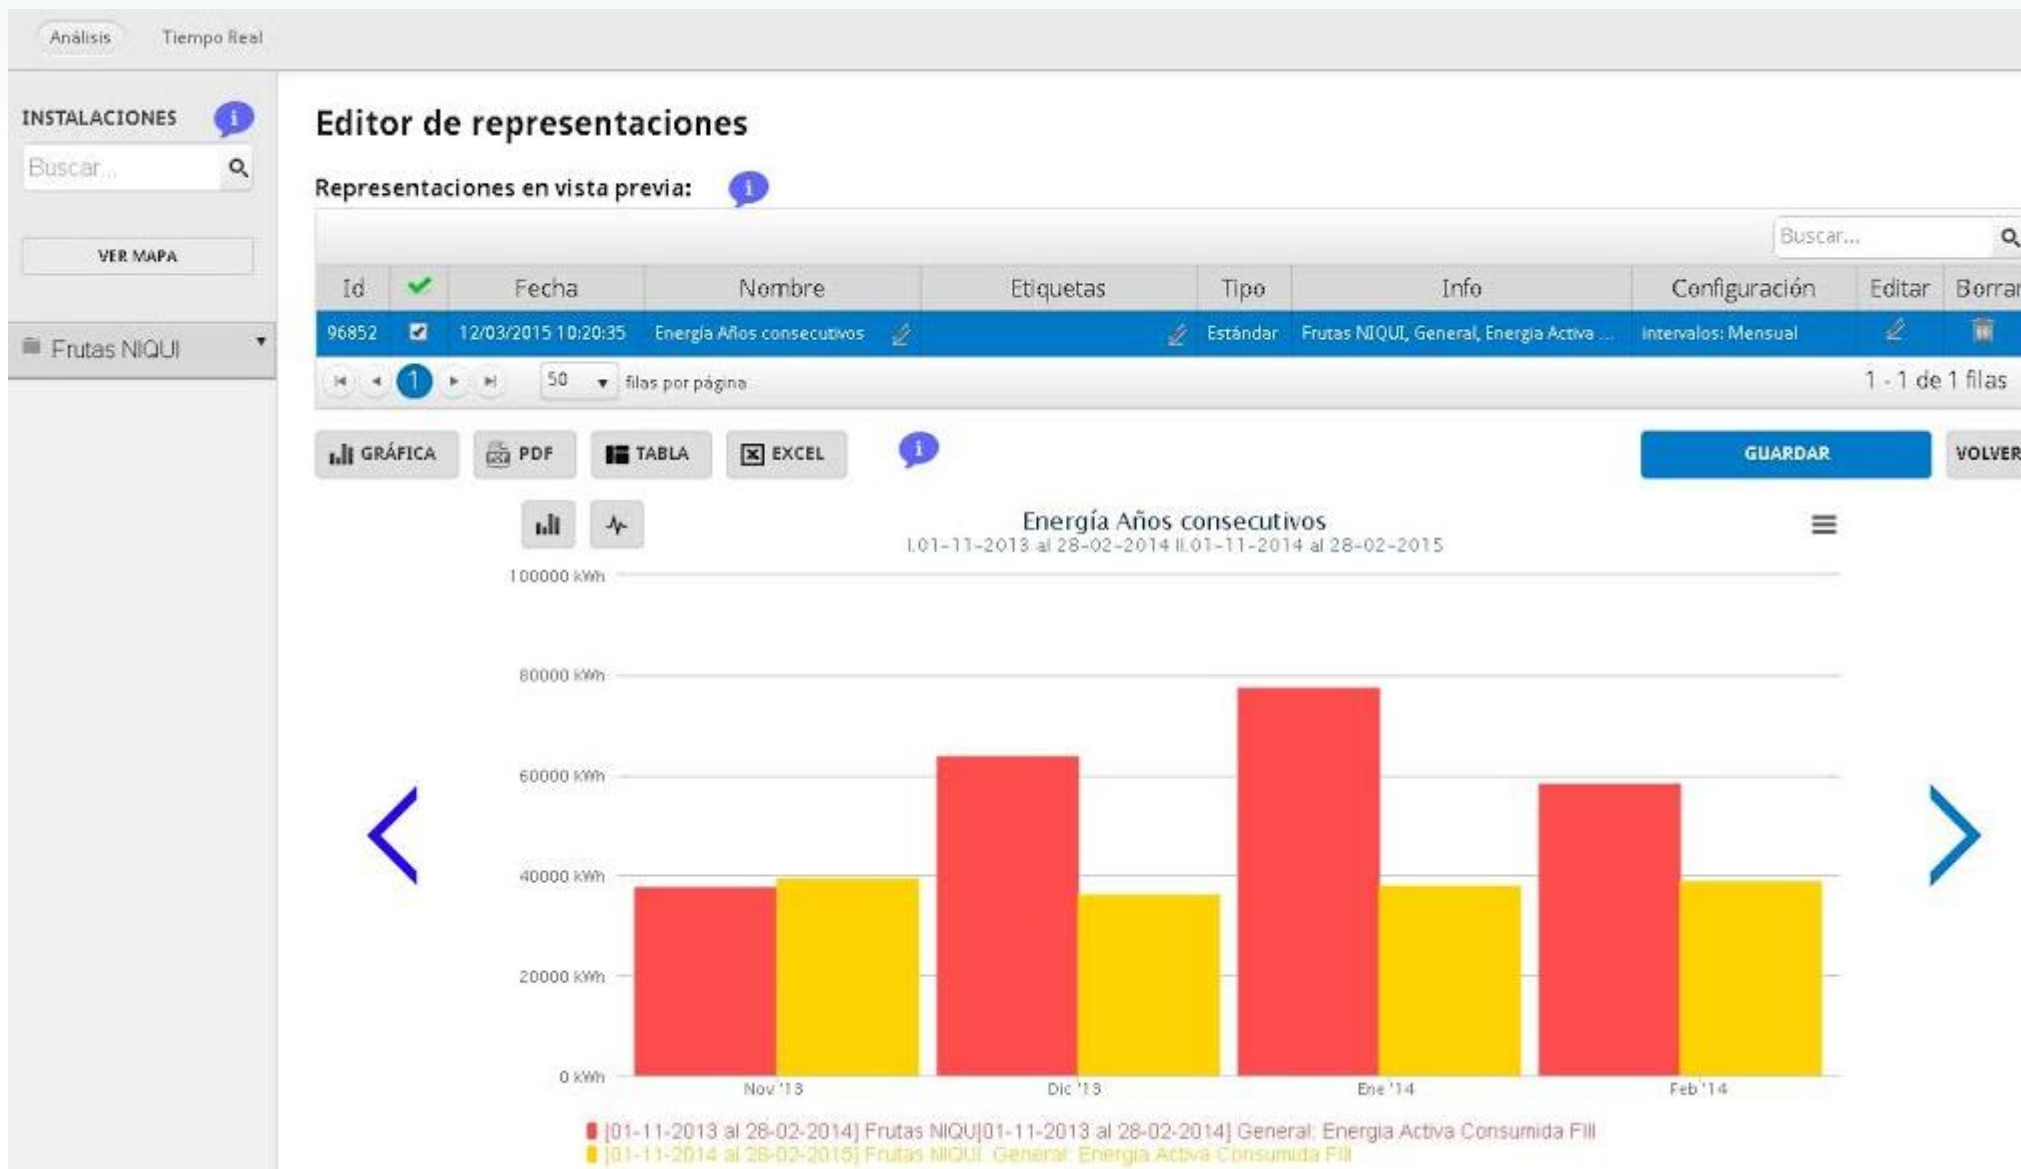 Análisis Tiempo Real
INSTALACIONES
Buscar...
VER MAPA
Frutas NIQUI
Editor de representaciones
Representaciones en vista previa:
Buscar...
Id Fecha Nombre Etiquetas Tipo Info Configuración Editar Borrar
96852 12/03/2015 10:20:35 Energía Años consecutivos Estándar Frutas NIQUI, General, Energía Activa ... Intervalos: Mensual
1 50 filas por página 1 - 1 de 1 filas
GRÁFICA PDF TABLA EXCEL GUARDAR VOLVER
Energía Años consecutivos
I.01-11-2013 al 28-02-2014 II.01-11-2014 al 28-02-2015
100000 kWh
80000 kWh
60000 kWh
40000 kWh
20000 kWh
0 kWh
Nov '13 Dic '13 Ene '14 Feb '14
[01-11-2013 al 28-02-2014] Frutas NIQU[01-11-2013 al 28-02-2014] General; Energia Activa Consumida FIII
[01-11-2014 al 28-02-2015] Frutas NIQUI. General; Energia Activa Consumida FIII